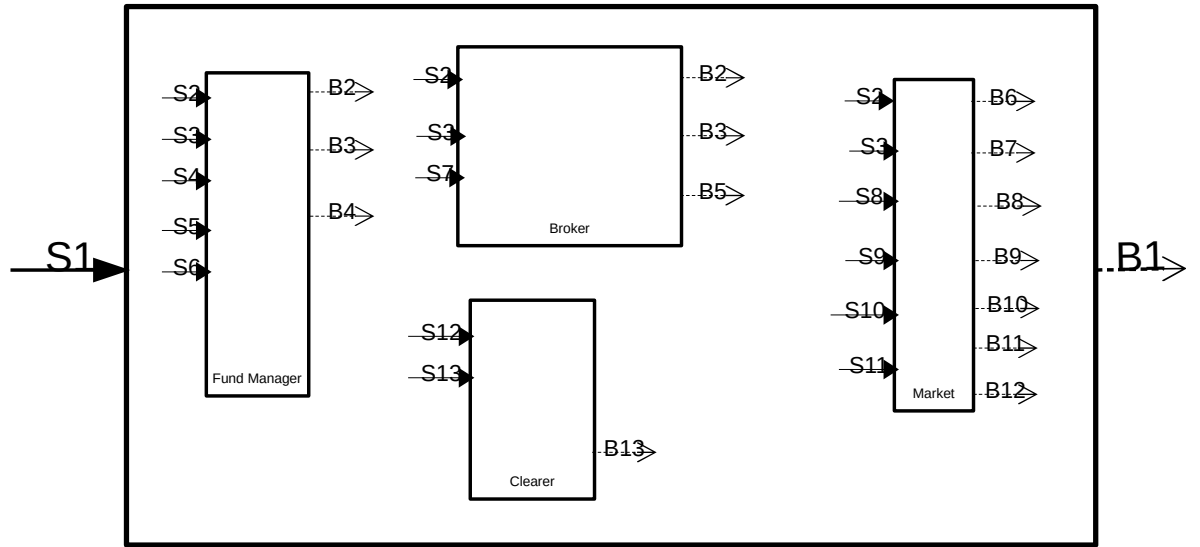 S1
S2
S3
S4
S5
S6
B2
B3
B4
Fund Manager
S2
S3
S7
B2
B3
B5
Broker
S12
S13
B13
Clearer
S2
S3
S8
S9
S10
S11
B6
B7
B8
B9
B10
B11
B12
Market
B1